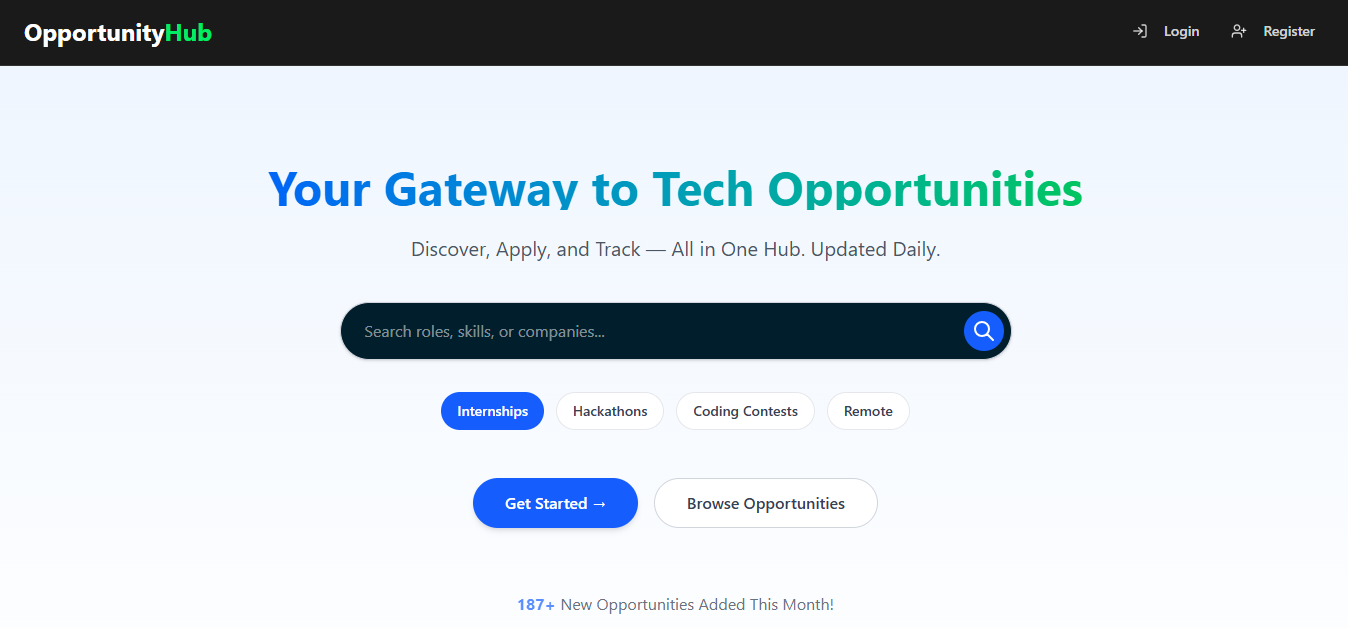 OpportunityHub
Login
Register
Your Gateway to Tech Opportunities
Discover, Apply, and Track — All in One Hub. Updated Daily.
Search roles, skills, or companies...
Internships
Hackathons
Coding Contests
Remote
Get Started →
Browse Opportunities
187+ New Opportunities Added This Month!